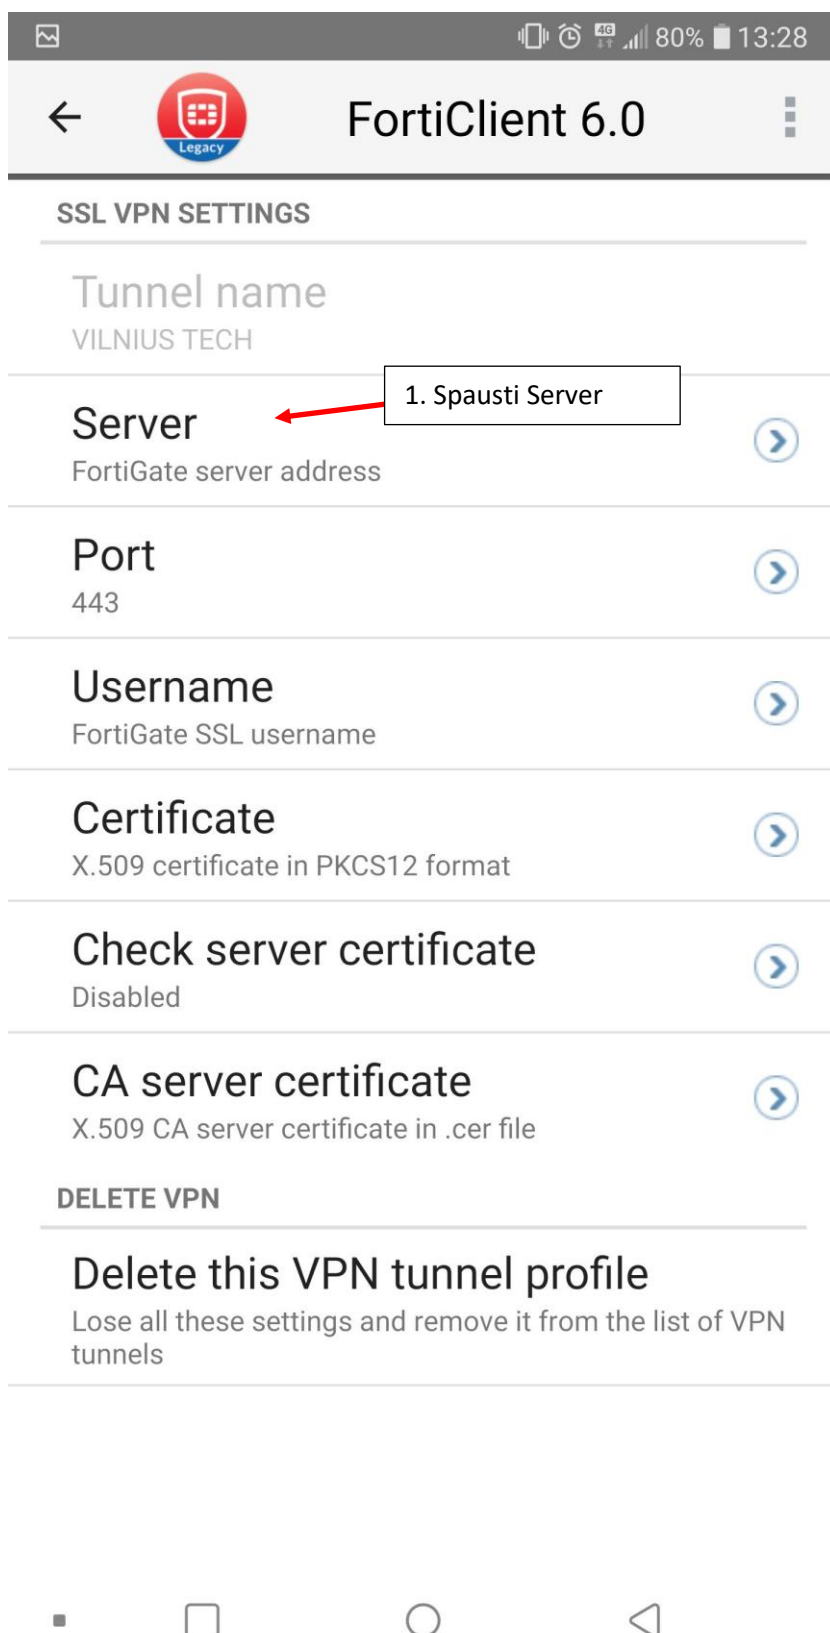 80% 13:28
Legacy
FortiClient 6.0
SSL VPN SETTINGS
Tunnel name
VILNIUS TECH
1. Spausti Server
Server
FortiGate server address
Port
443
Username
FortiGate SSL username
Certificate
X.509 certificate in PKCS12 format
Check server certificate
Disabled
CA server certificate
X.509 CA server certificate in .cer file
DELETE VPN
Delete this VPN tunnel profile
Lose all these settings and remove it from the list of VPN
tunnels